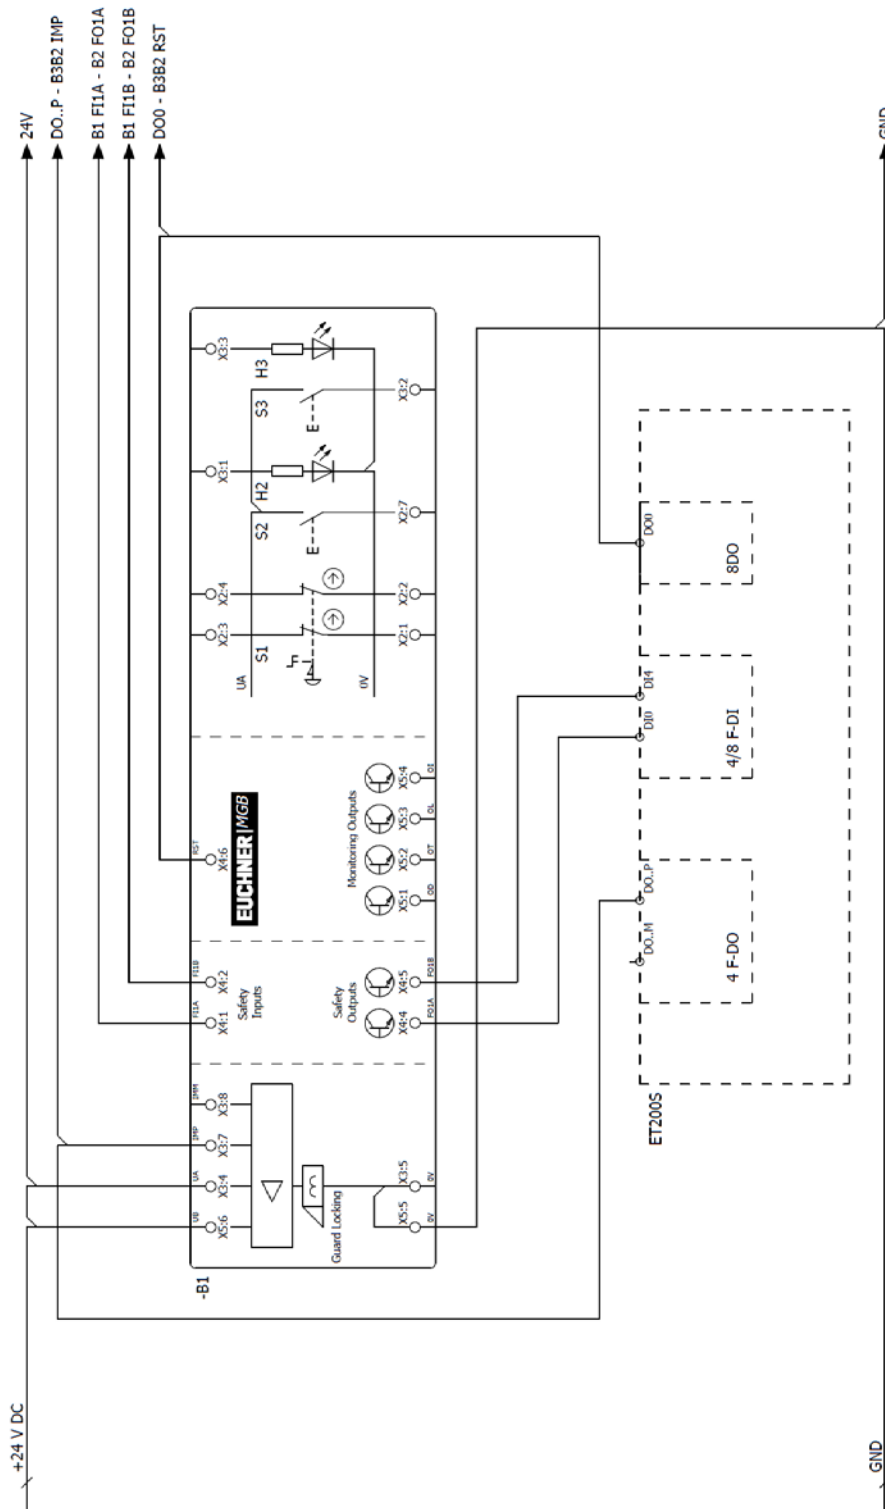 +24 V DC
24V
DO..P - B3B2 IMP
B1 FI1A - B2 FO1A
B1 FI1B - B2 FO1B
DO0 - B3B2 RST
-B1
UB
X5:6
UA
X3:4
IMP
X3:7
IMM
X3:8
FI1A
X4:1
FI1B
X4:2
RST
X4:6
X2:3
X2:4
X3:1
X3:3
Safety
Inputs
EUCHNER|MGB
S1
S2
H2
S3
H3
UA
0V
Guard Locking
Safety
Outputs
Monitoring Outputs
X5:5
0V
X3:5
0V
X4:4
FO1A
X4:5
FO1B
X5:1
OD
X5:2
OT
X5:3
OL
X5:4
OI
X2:1
X2:2
X2:7
X3:2
ET200S
DO..M
DO..P
4 F-DO
DI0
DI4
4/8 F-DI
DO0
8DO
GND
GND